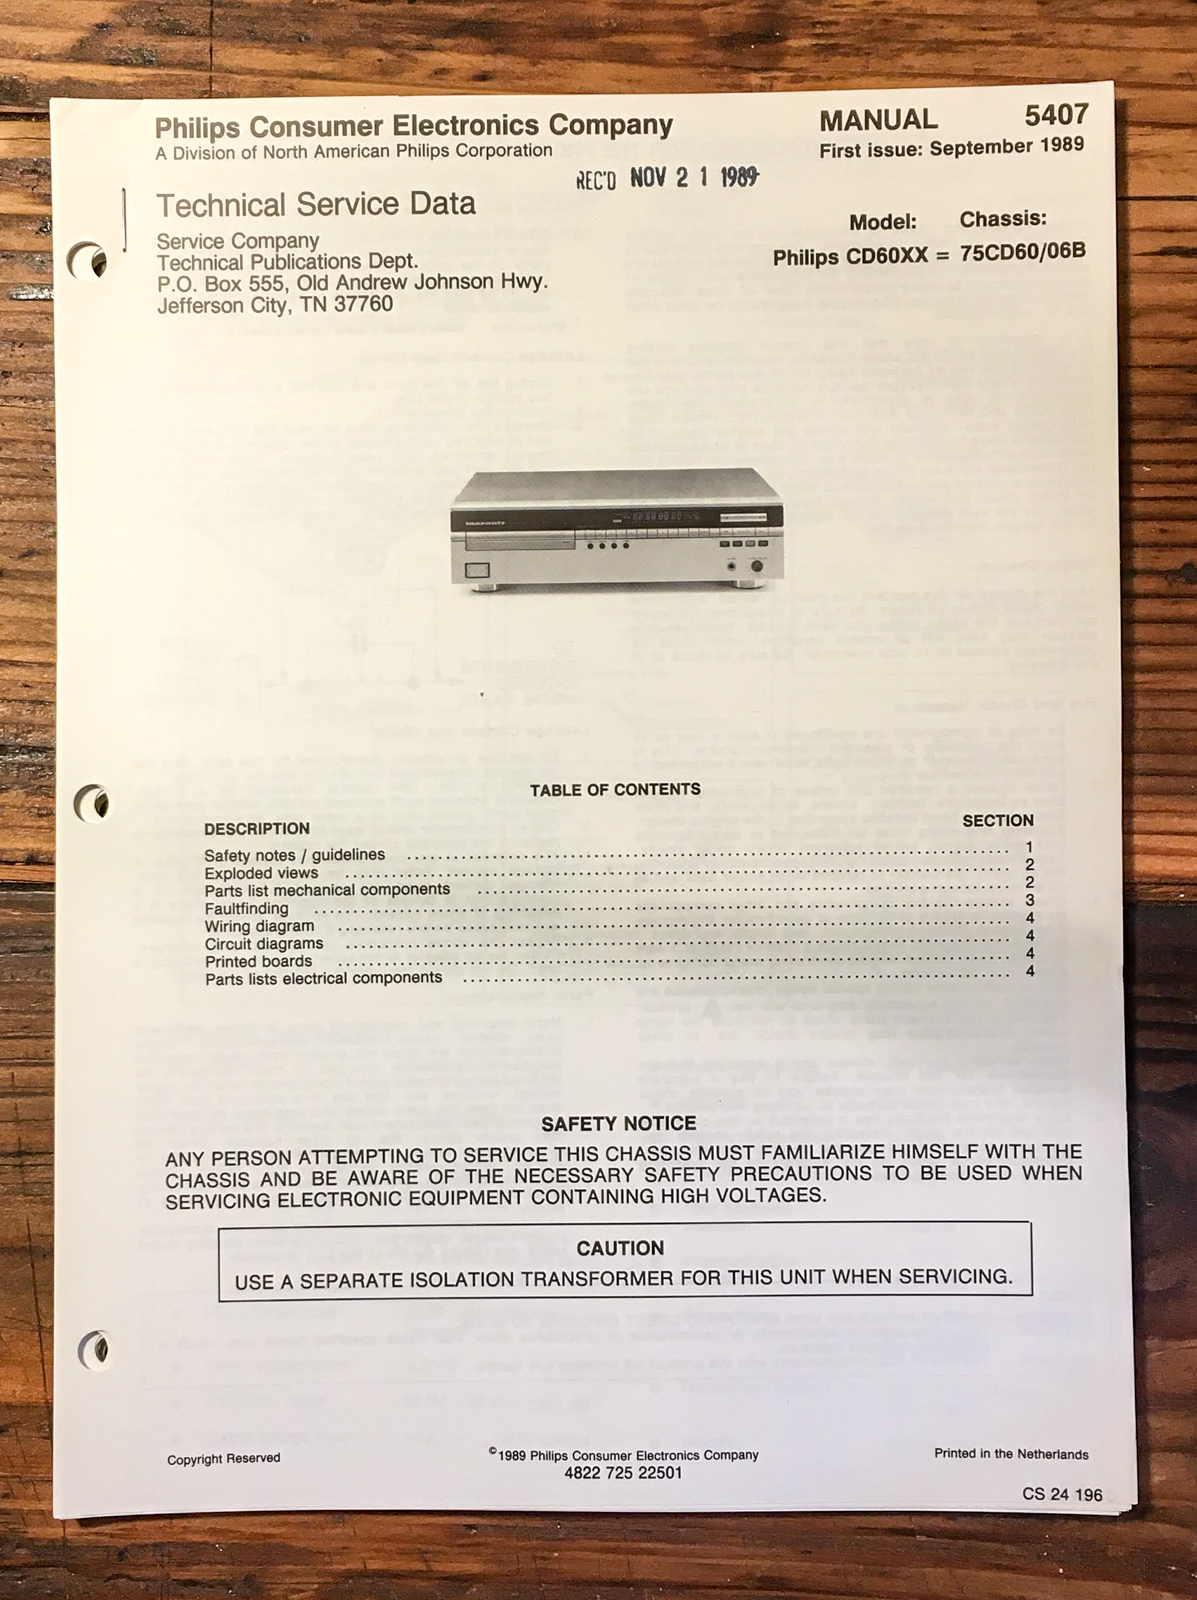 Philips Consumer Electronics Company
A Division of North American Philips Corporation
MANUAL 5407
First issue: September 1989
REC'D NOV 21 1989
Technical Service Data
Service Company
Technical Publications Dept.
P.O. Box 555, Old Andrew Johnson Hwy.
Jefferson City, TN 37760
Model: Chassis:
Philips CD60XX = 75CD60/06B
marantz
TABLE OF CONTENTS
DESCRIPTION SECTION
Safety notes / guidelines 1
Exploded views 2
Parts list mechanical components 2
Faultfinding 3
Wiring diagram 4
Circuit diagrams 4
Printed boards 4
Parts lists electrical components 4
SAFETY NOTICE
ANY PERSON ATTEMPTING TO SERVICE THIS CHASSIS MUST FAMILIARIZE HIMSELF WITH THE
CHASSIS AND BE AWARE OF THE NECESSARY SAFETY PRECAUTIONS TO BE USED WHEN
SERVICING ELECTRONIC EQUIPMENT CONTAINING HIGH VOLTAGES.
CAUTION
USE A SEPARATE ISOLATION TRANSFORMER FOR THIS UNIT WHEN SERVICING.
Copyright Reserved
©1989 Philips Consumer Electronics Company
4822 725 22501
Printed in the Netherlands
CS 24 196